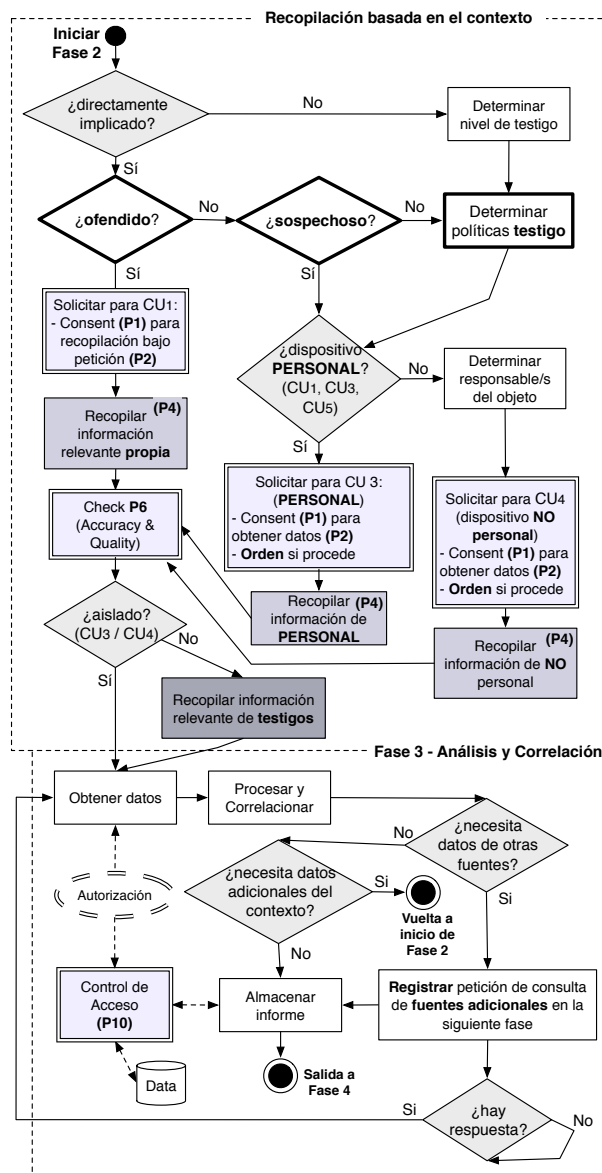 Recopilación basada en el contexto
Iniciar
Fase 2
¿directamente
implicado?
No
Determinar
nivel de testigo
Sí
¿ofendido?
No
¿sospechoso?
No
Determinar
políticas testigo
Sí
Sí
Solicitar para CU1:
- Consent (P1) para
recopilación bajo
petición (P2)
¿dispositivo
PERSONAL?
(CU1, CU3,
CU5)
No
Determinar
responsable/s
del objeto
Recopilar (P4)
información
relevante propia
Sí
Solicitar para CU 3:
(PERSONAL)
- Consent (P1) para
obtener datos (P2)
- Orden si procede
Solicitar para CU4
(dispositivo NO
personal)
- Consent (P1) para
obtener datos (P2)
- Orden si procede
Check P6
(Accuracy &
Quality)
¿aislado?
(CU3 / CU4)
No
Sí
Recopilar (P4)
información de
PERSONAL
Recopilar (P4)
información de NO
personal
Recopilar información
relevante de testigos
Fase 3 - Análisis y Correlación
Obtener datos
Procesar y
Correlacionar
¿necesita
datos de otras
fuentes?
No
Si
¿necesita datos
adicionales del
contexto?
Si
Vuelta a
inicio de
Fase 2
No
Autorización
Control de
Acceso
(P10)
Almacenar
informe
Registrar petición de consulta
de fuentes adicionales en la
siguiente fase
Data
Salida a
Fase 4
Si
¿hay
respuesta?
No